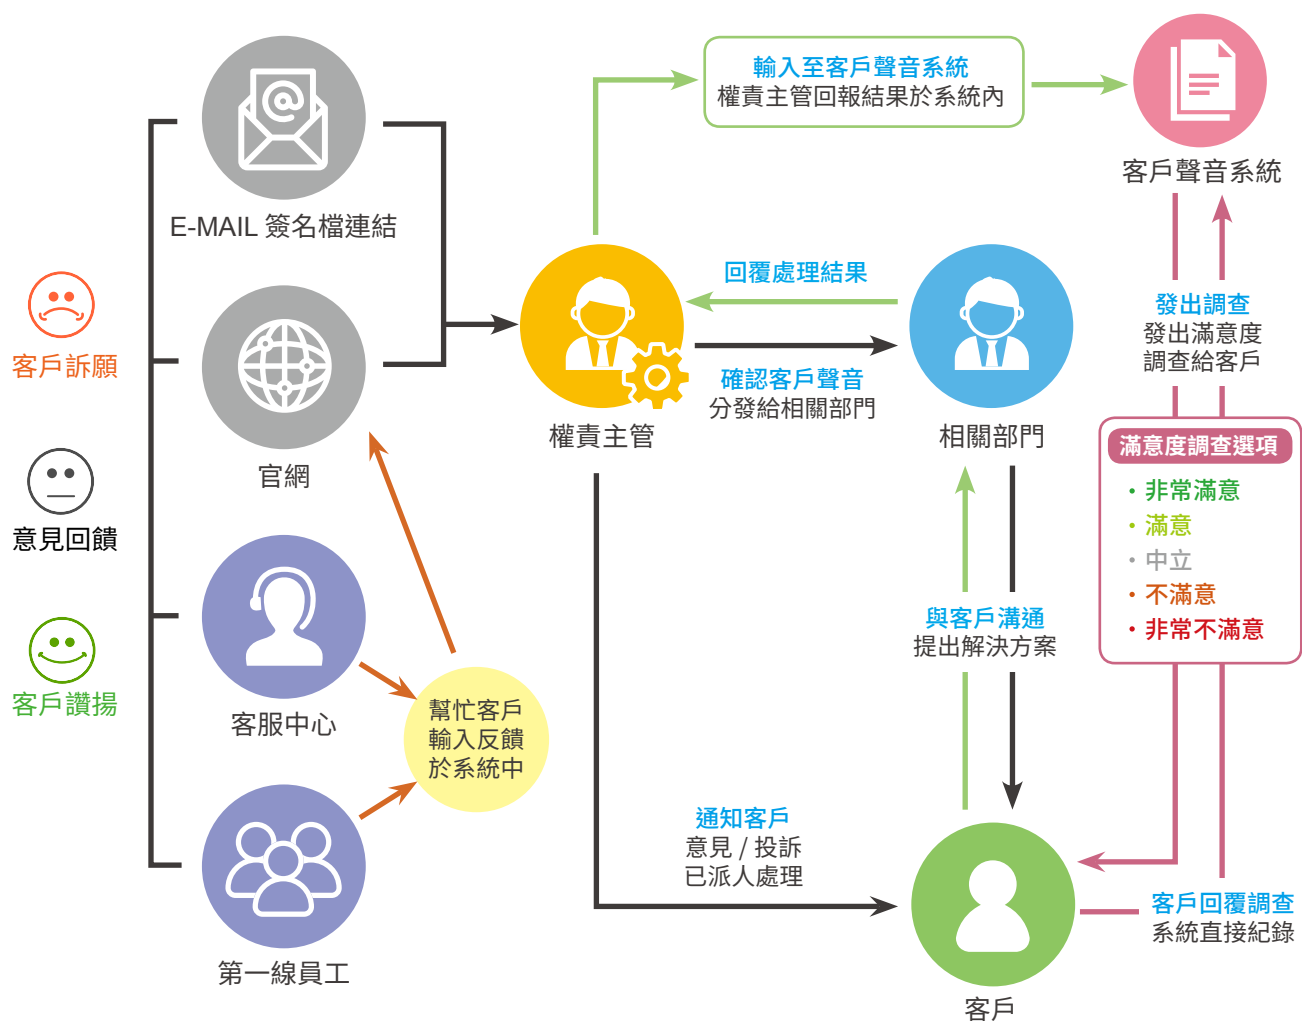 客戶訴願
意見回饋
客戶讚揚
E-MAIL 簽名檔連結
官網
客服中心
第一線員工
幫忙客戶
輸入反饋
於系統中
權責主管
輸入至客戶聲音系統
權責主管回報結果於系統內
客戶聲音系統
回覆處理結果
確認客戶聲音
分發給相關部門
相關部門
發出調查
發出滿意度
調查給客戶
滿意度調查選項
・非常滿意
・滿意
・中立
・不滿意
・非常不滿意
與客戶溝通
提出解決方案
通知客戶
意見 / 投訴
已派人處理
客戶回覆調查
系統直接紀錄
客戶